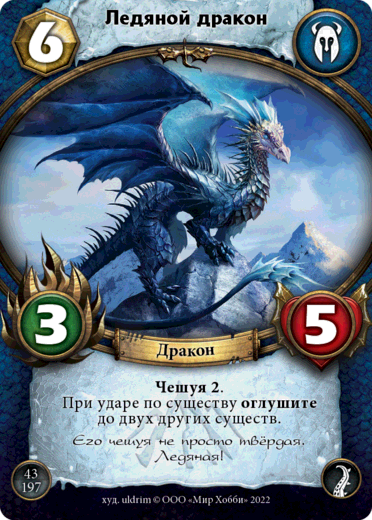 Ледяной дракон
6
3
5
Дракон
Чешуя 2.
При ударе по существу оглушите
до двух других существ.
Его чешуя не просто твёрдая.
Ледяная!
43
197
худ. uldrim © ООО «Мир Хобби» 2022